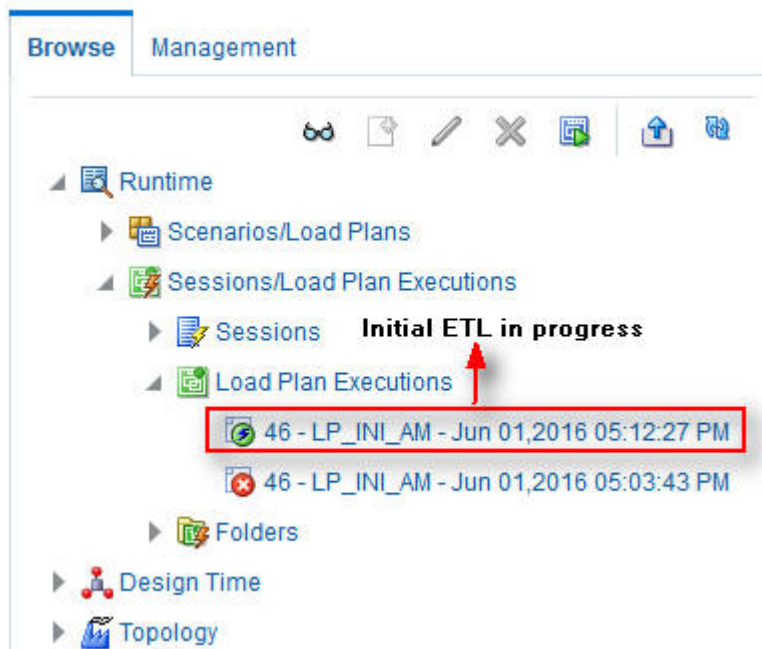 Browse Management
Runtime
Scenarios/Load Plans
Sessions/Load Plan Executions
Sessions Initial ETL in progress
Load Plan Executions
46 - LP_INI_AM - Jun 01,2016 05:12:27 PM
46 - LP_INI_AM - Jun 01,2016 05:03:43 PM
Folders
Design Time
Topology